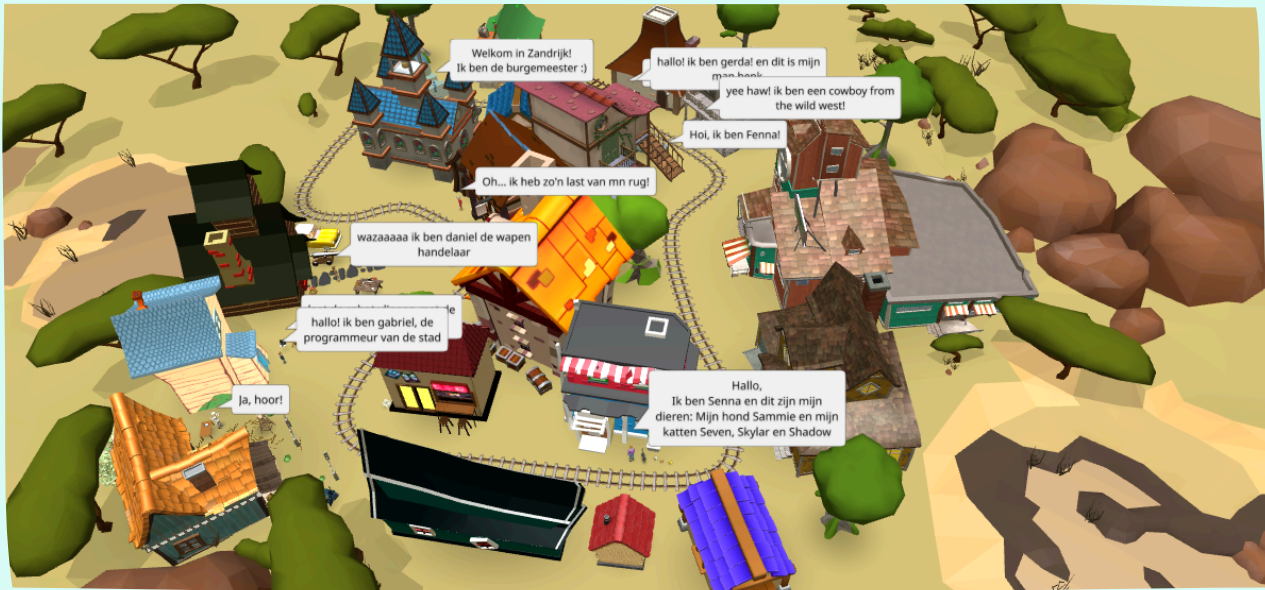 Welkom in Zandrijk!
Ik ben de burgemeester :)
hallo! ik ben gerda! en dit is mijn
man henk
yee haw! ik ben een cowboy from
the wild west!
Hoi, ik ben Fenna!
Oh... ik heb zo'n last van mn rug!
wazaaaaa ik ben daniel de wapen
handelaar
hallo! ik ben gabriel, de
programmeur van de stad
Ja, hoor!
Hallo,
Ik ben Senna en dit zijn mijn
dieren: Mijn hond Sammie en mijn
katten Seven, Skylar en Shadow